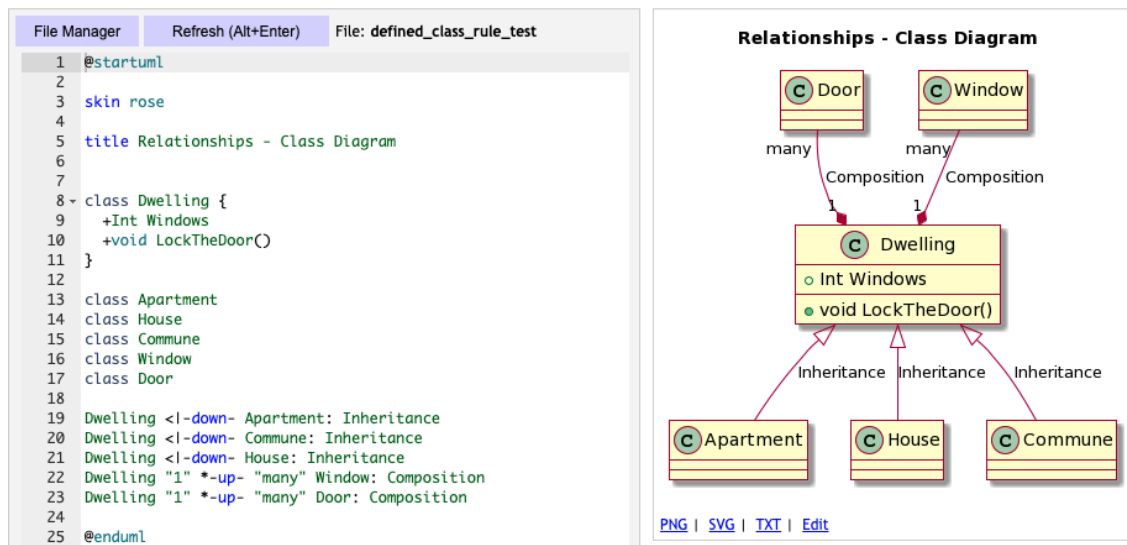 File Manager Refresh (Alt+Enter) File: defined_class_rule_test
1 @startuml
2
3 skin rose
4
5 title Relationships - Class Diagram
6
7
8 class Dwelling {
9 +Int Windows
10 +void LockTheDoor()
11 }
12
13 class Apartment
14 class House
15 class Commune
16 class Window
17 class Door
18
19 Dwelling <|-down- Apartment: Inheritance
20 Dwelling <|-down- Commune: Inheritance
21 Dwelling <|-down- House: Inheritance
22 Dwelling "1" *-up- "many" Window: Composition
23 Dwelling "1" *-up- "many" Door: Composition
24
25 @enduml
Relationships - Class Diagram
C Door C Window
many many
Composition Composition
1 1
C Dwelling
Int Windows
void LockTheDoor()
Inheritance Inheritance Inheritance
C Apartment C House C Commune
PNG | SVG | TXT | Edit